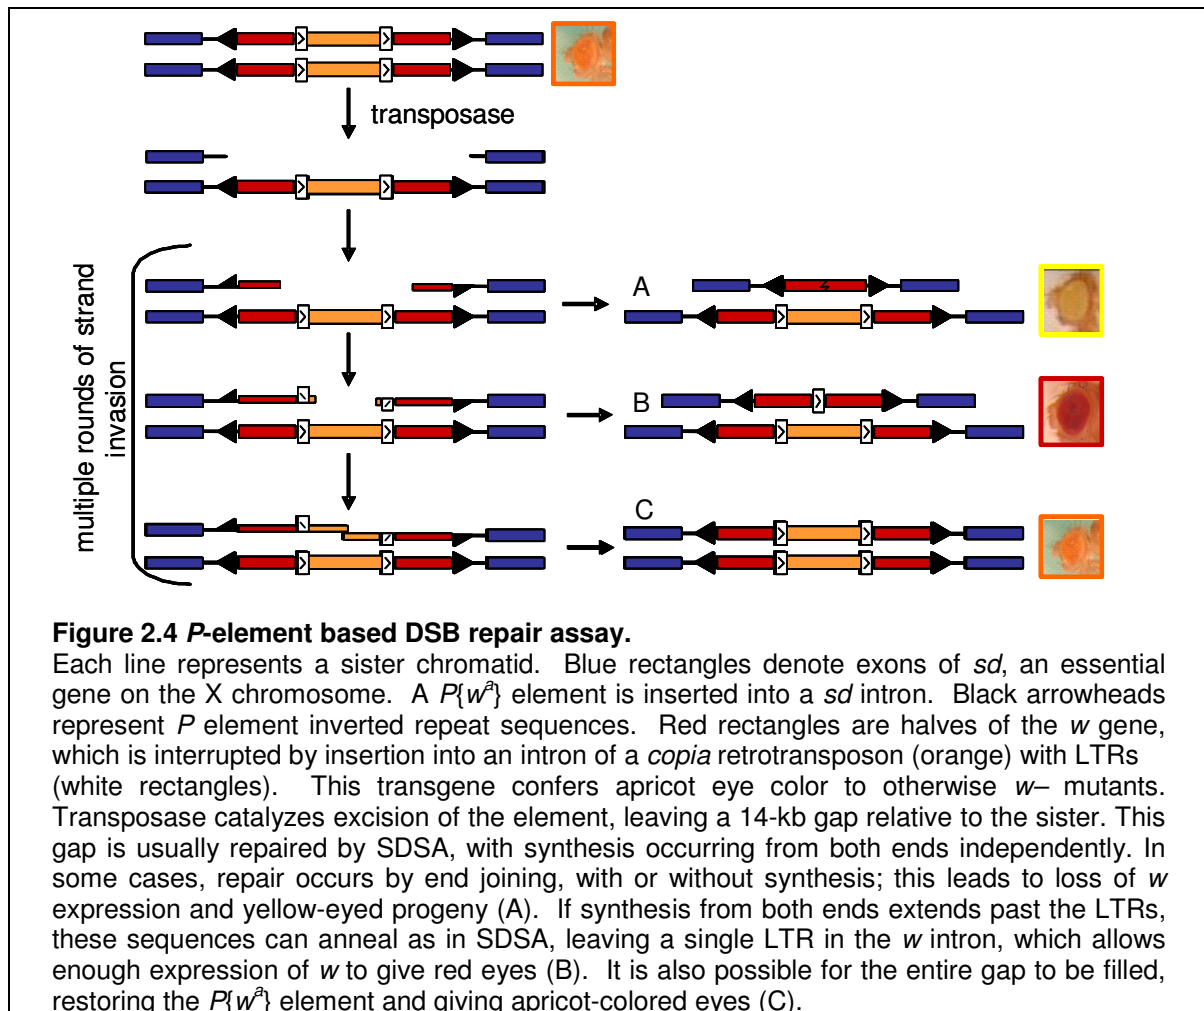 transposase
multiple rounds of strand
invasion
A
B
C
Figure 2.4 P-element based DSB repair assay.
Each line represents a sister chromatid. Blue rectangles denote exons of sd, an essential
gene on the X chromosome. A P{wa} element is inserted into a sd intron. Black arrowheads
represent P element inverted repeat sequences. Red rectangles are halves of the w gene,
which is interrupted by insertion into an intron of a copia retrotransposon (orange) with LTRs
(white rectangles). This transgene confers apricot eye color to otherwise w– mutants.
Transposase catalyzes excision of the element, leaving a 14-kb gap relative to the sister. This
gap is usually repaired by SDSA, with synthesis occurring from both ends independently. In
some cases, repair occurs by end joining, with or without synthesis; this leads to loss of w
expression and yellow-eyed progeny (A). If synthesis from both ends extends past the LTRs,
these sequences can anneal as in SDSA, leaving a single LTR in the w intron, which allows
enough expression of w to give red eyes (B). It is also possible for the entire gap to be filled,
restoring the P{wa} element and giving apricot-colored eyes (C).